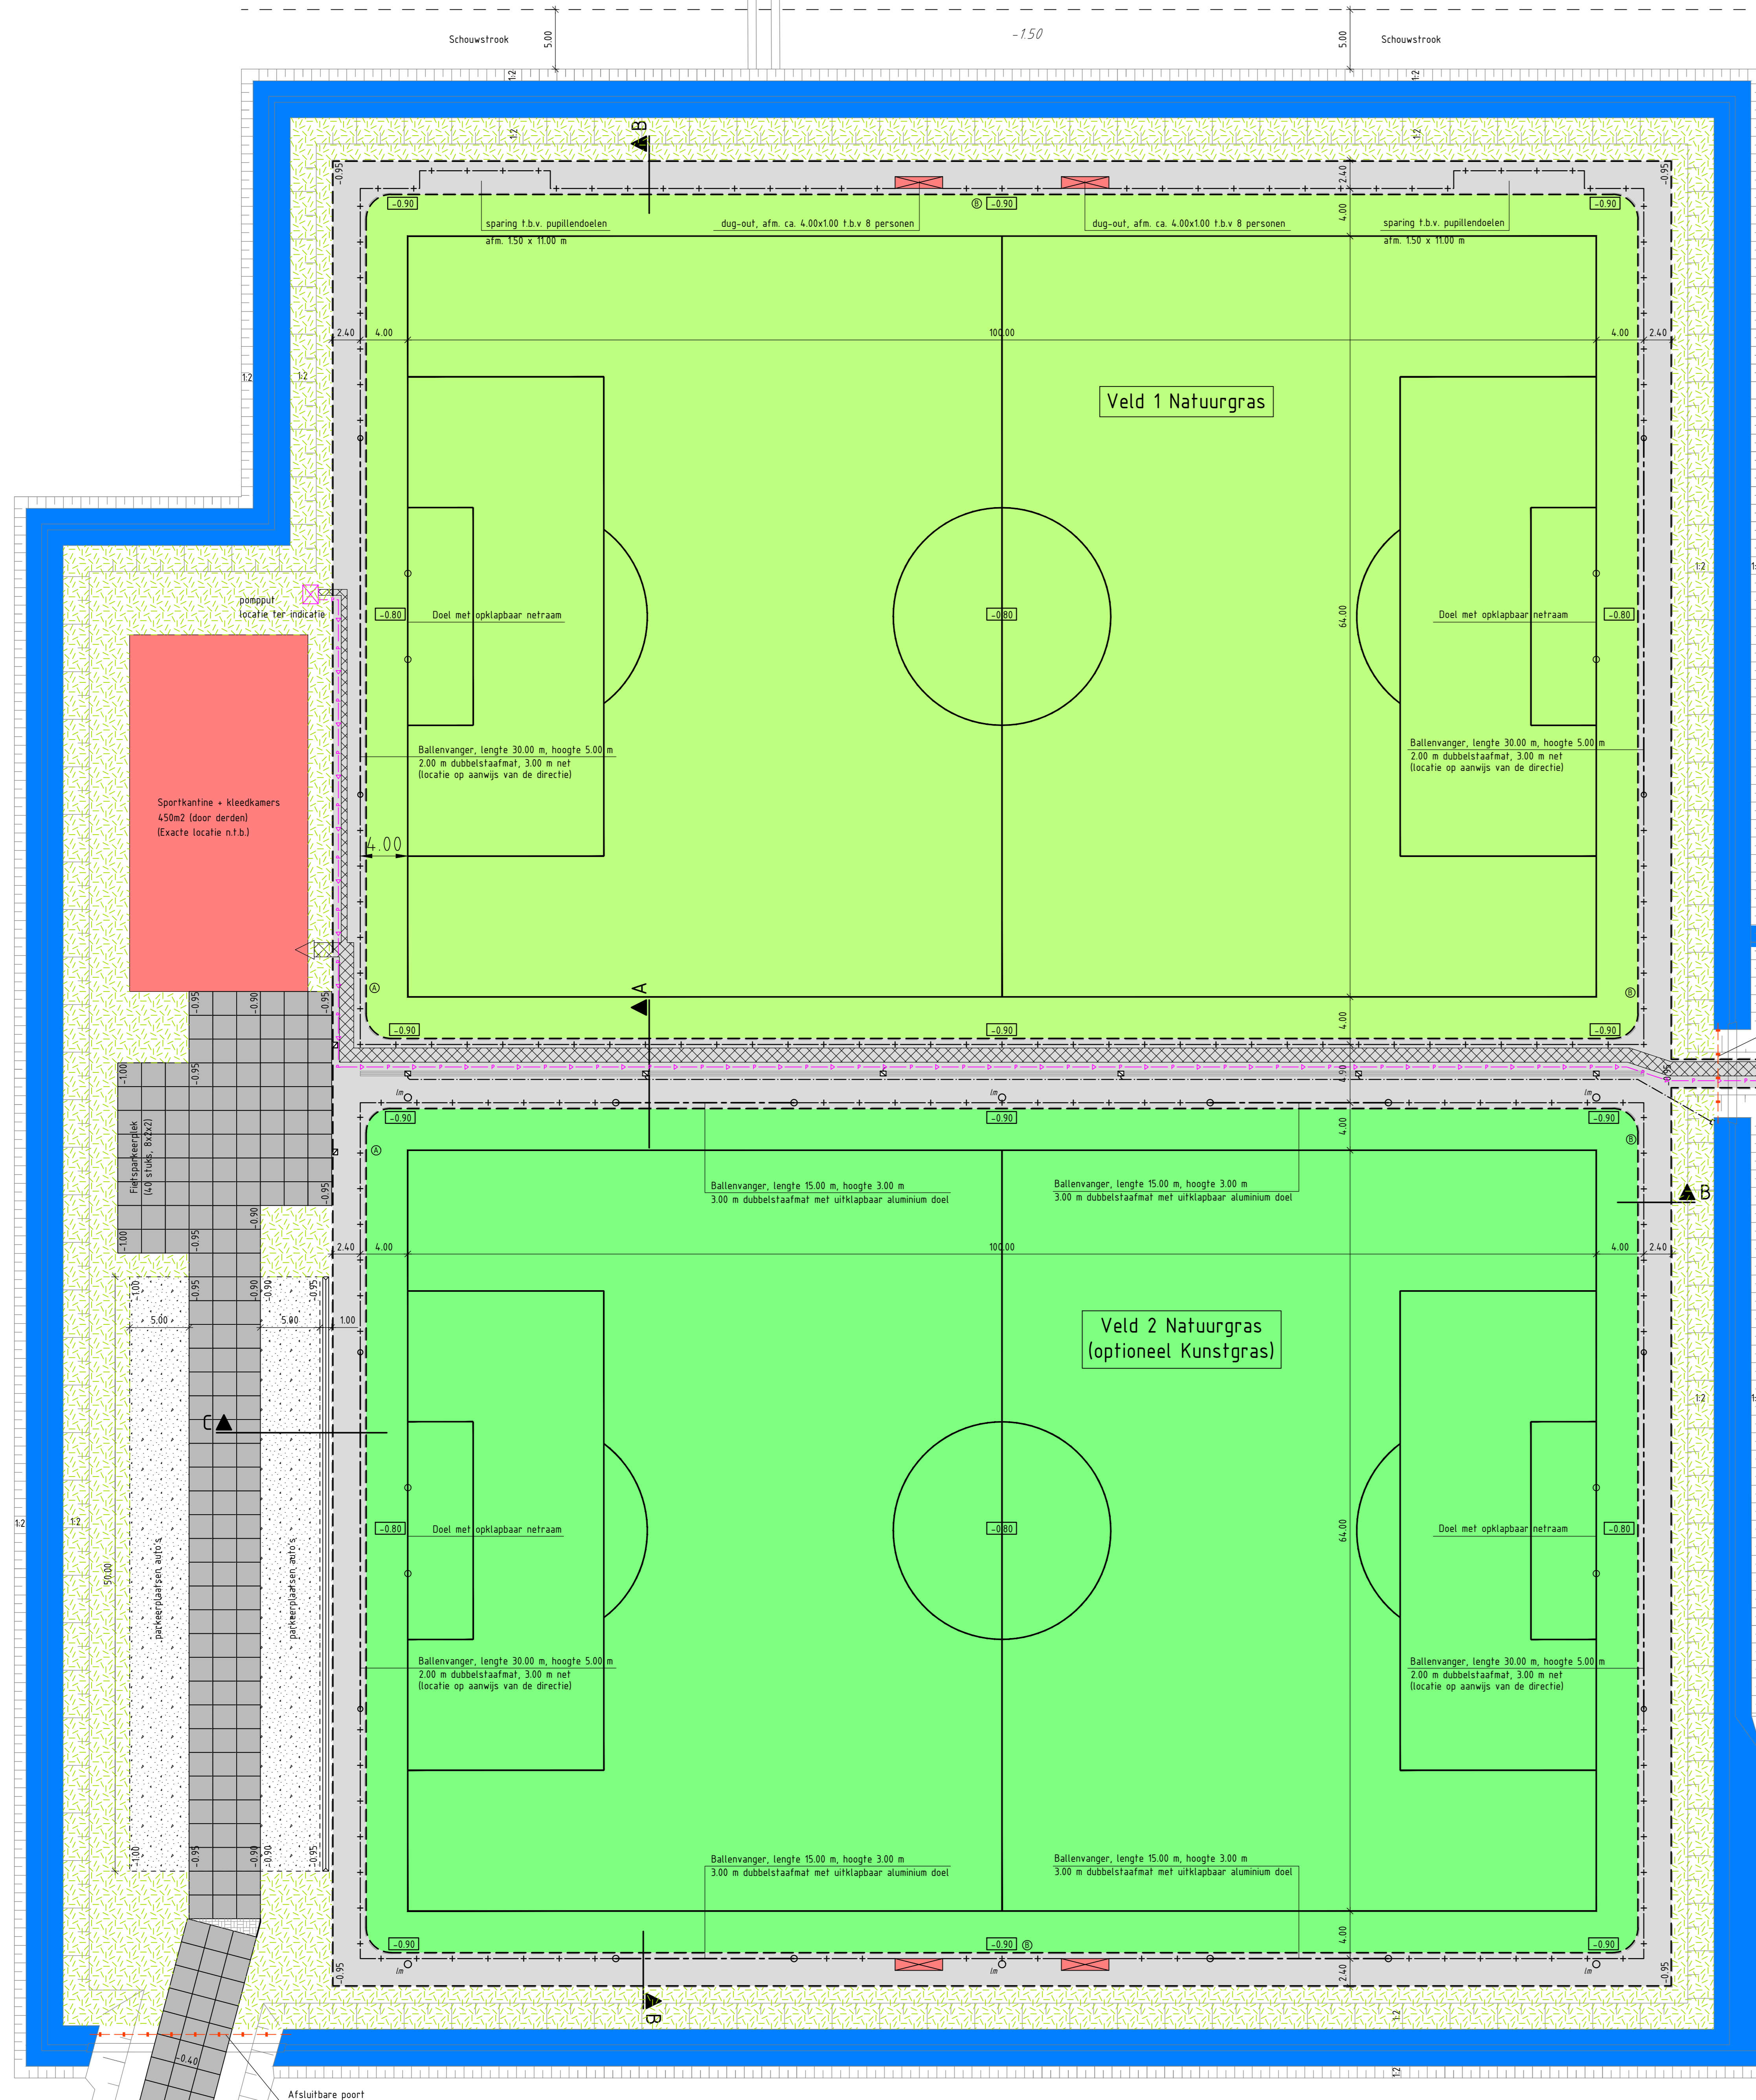 Schouwstrook
5.00
-1.50
5.00
Schouwstrook
1:2
1:2
1:2
B
1:2
-0.95
2.40
-0.95
-0.90
B
-0.90
4.00
-0.90
sparing t.b.v. pupillendoelen
afm. 1.50 x 11.00 m
dug-out, afm. ca. 4.00x1.00 t.b.v 8 personen
dug-out, afm. ca. 4.00x1.00 t.b.v 8 personen
sparing t.b.v. pupillendoelen
afm. 1.50 x 11.00 m
2.40
4.00
100.00
4.00
2.40
1:2
1:2
Veld 1 Natuurgras
1:2
pompput
locatie ter indicatie
-0.80
Doel met opklapbaar netraam
-0.80
64.00
Doel met opklapbaar netraam
-0.80
Ballenvanger, lengte 30.00 m, hoogte 5.00 m
2.00 m dubbelstaafmat, 3.00 m net
(locatie op aanwijs van de directie)
Ballenvanger, lengte 30.00 m, hoogte 5.00 m
2.00 m dubbelstaafmat, 3.00 m net
(locatie op aanwijs van de directie)
Sportkantine + kleedkamers
450m2 (door derden)
(Exacte locatie n.t.b.)
4.00
A
A
B
-0.95
-0.90
-0.95
-0.90
-0.90
4.00
-0.90
-1.00
-0.95
4.90
-0.95
lm
lm
lm
-0.90
-0.90
4.00
-0.90
Fietsparkeerplek
(40 stuks, 8x2x2)
A
B
Ballenvanger, lengte 15.00 m, hoogte 3.00 m
3.00 m dubbelstaafmat met uitklapbaar aluminium doel
Ballenvanger, lengte 15.00 m, hoogte 3.00 m
3.00 m dubbelstaafmat met uitklapbaar aluminium doel
B
-0.95
-0.90
-1.00
-0.95
2.40
4.00
100.00
4.00
2.40
-1.00
-0.95
-0.90
-0.90
-0.95
5.00
5.00
1.00
Veld 2 Natuurgras
(optioneel Kunstgras)
1:2
C
1:2
1:2
-0.80
Doel met opklapbaar netraam
-0.80
64.00
Doel met opklapbaar netraam
-0.80
50.00
parkeerplaatsen auto's
parkeerplaatsen auto's
Ballenvanger, lengte 30.00 m, hoogte 5.00 m
2.00 m dubbelstaafmat, 3.00 m net
(locatie op aanwijs van de directie)
Ballenvanger, lengte 30.00 m, hoogte 5.00 m
2.00 m dubbelstaafmat, 3.00 m net
(locatie op aanwijs van de directie)
-1.00
-0.95
-0.90
-0.90
-0.95
Ballenvanger, lengte 15.00 m, hoogte 3.00 m
3.00 m dubbelstaafmat met uitklapbaar aluminium doel
Ballenvanger, lengte 15.00 m, hoogte 3.00 m
3.00 m dubbelstaafmat met uitklapbaar aluminium doel
-0.90
-0.90
B
4.00
-0.90
lm
lm
lm
-0.95
2.40
-0.95
B
1:2
-0.40
1:2
Afsluitbare poort